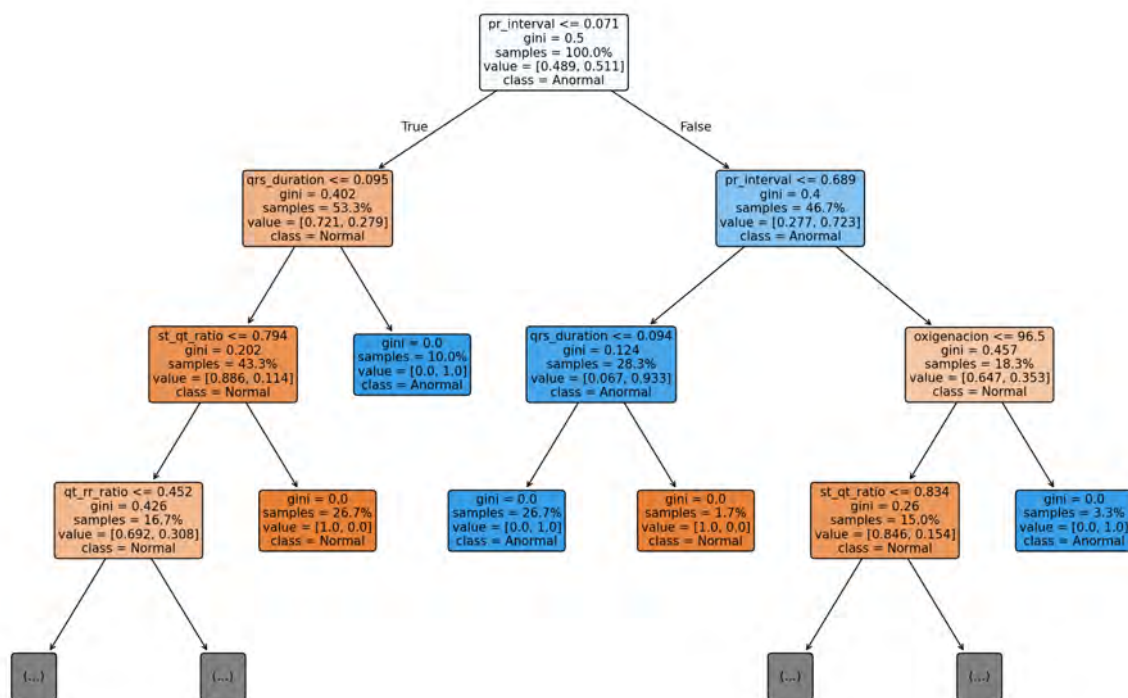 pr_interval <= 0.071
gini = 0.5
samples = 100.0%
value = [0.489, 0.511]
class = Anormal
True
False
qrs_duration <= 0.095
gini = 0.402
samples = 53.3%
value = [0.721, 0.279]
class = Normal
pr_interval <= 0.689
gini = 0.4
samples = 46.7%
value = [0.277, 0.723]
class = Anormal
st_qt_ratio <= 0.794
gini = 0.202
samples = 43.3%
value = [0.886, 0.114]
class = Normal
gini = 0.0
samples = 10.0%
value = [0.0, 1.0]
class = Anormal
qrs_duration <= 0.094
gini = 0.124
samples = 28.3%
value = [0.067, 0.933]
class = Anormal
oxigenacion <= 96.5
gini = 0.457
samples = 18.3%
value = [0.647, 0.353]
class = Normal
qt_rr_ratio <= 0.452
gini = 0.426
samples = 16.7%
value = [0.692, 0.308]
class = Normal
gini = 0.0
samples = 26.7%
value = [1.0, 0.0]
class = Normal
gini = 0.0
samples = 26.7%
value = [0.0, 1.0]
class = Anormal
gini = 0.0
samples = 1.7%
value = [1.0, 0.0]
class = Normal
st_qt_ratio <= 0.834
gini = 0.26
samples = 15.0%
value = [0.846, 0.154]
class = Normal
gini = 0.0
samples = 3.3%
value = [0.0, 1.0]
class = Anormal
(...)
(...)
(...)
(...)